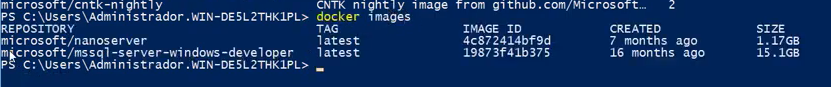 microsoft/cntk-nightly CNTK nightly image from github.com/Microsoft… 2
PS C:\Users\Administrador.WIN-DE5L2THK1PL> docker images
REPOSITORY TAG IMAGE ID CREATED SIZE
microsoft/nanoserver latest 4c872414bf9d 7 months ago 1.17GB
microsoft/mssql-server-windows-developer latest 19873f41b375 16 months ago 15.1GB
PS C:\Users\Administrador.WIN-DE5L2THK1PL>